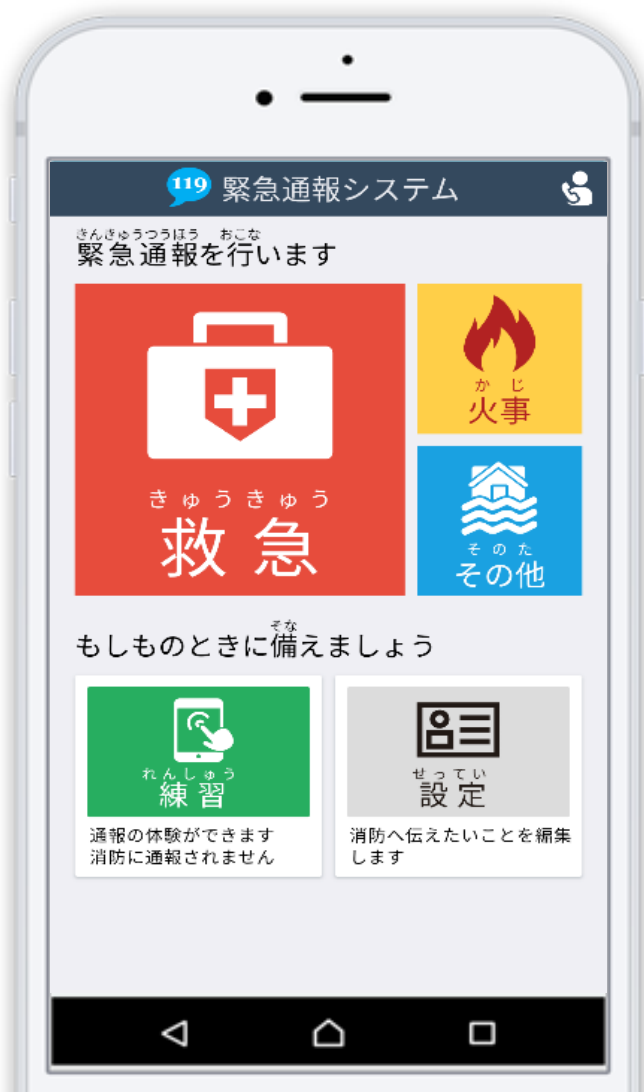 119 緊急通報システム
きんきゅうつうほう おこな
緊急通報を行います
きゅうきゅう
救急
かじ
火事
そのた
その他
そな
もしものときに備えましょう
れんしゅう
練習
通報の体験ができます
消防に通報されません
せってい
設定
消防へ伝えたいことを編集
します